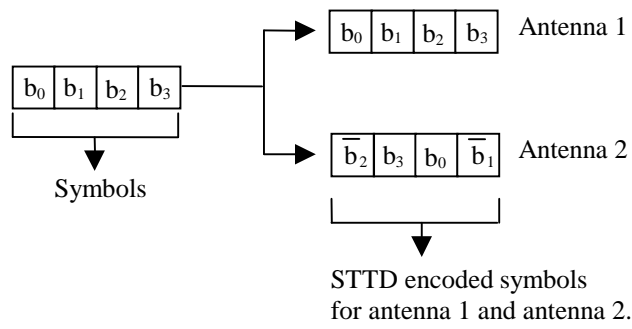 b₀ b₁ b₂ b₃ Antenna 1
b₀ b₁ b₂ b₃
b̅₂ b₃ b₀ b̅₁ Antenna 2
Symbols
STTD encoded symbols
for antenna 1 and antenna 2.